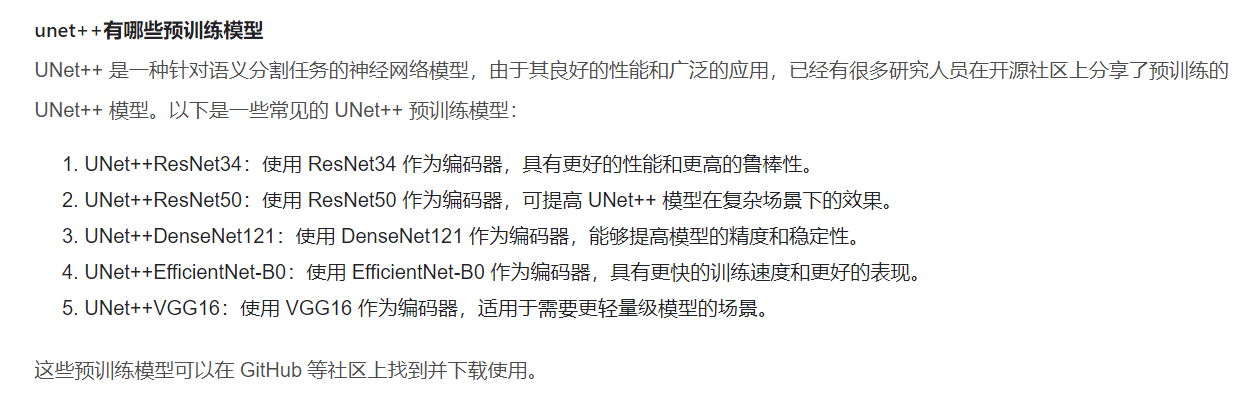 unet++有哪些预训练模型
UNet++ 是一种针对语义分割任务的神经网络模型，由于其良好的性能和广泛的应用，已经有很多研究人员在开源社区上分享了预训练的
UNet++ 模型。以下是一些常见的 UNet++ 预训练模型：
1. UNet++ResNet34：使用 ResNet34 作为编码器，具有更好的性能和更高的鲁棒性。
2. UNet++ResNet50：使用 ResNet50 作为编码器，可提高 UNet++ 模型在复杂场景下的效果。
3. UNet++DenseNet121：使用 DenseNet121 作为编码器，能够提高模型的精度和稳定性。
4. UNet++EfficientNet-B0：使用 EfficientNet-B0 作为编码器，具有更快的训练速度和更好的表现。
5. UNet++VGG16：使用 VGG16 作为编码器，适用于需要更轻量级模型的场景。
这些预训练模型可以在 GitHub 等社区上找到并下载使用。